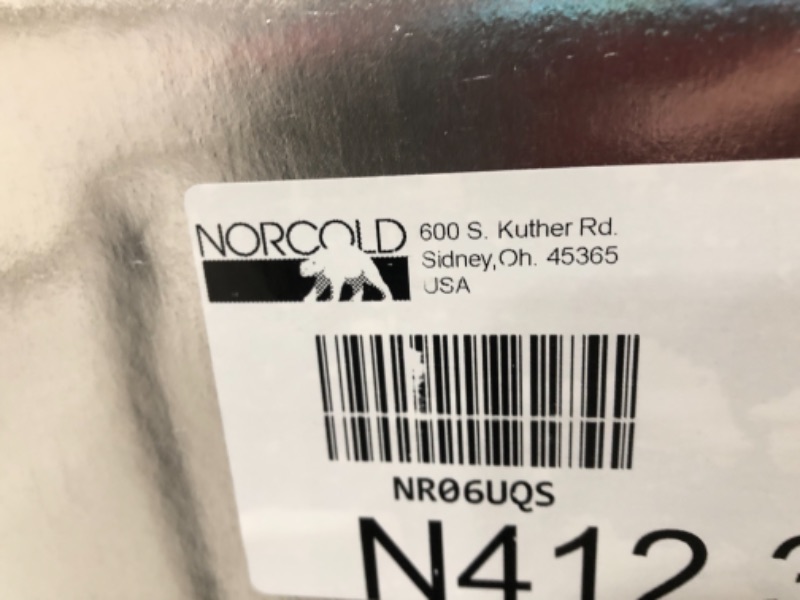 NORCOLD
600 S. Kuther Rd.
Sidney,Oh. 45365
USA
NR06UQS
N412